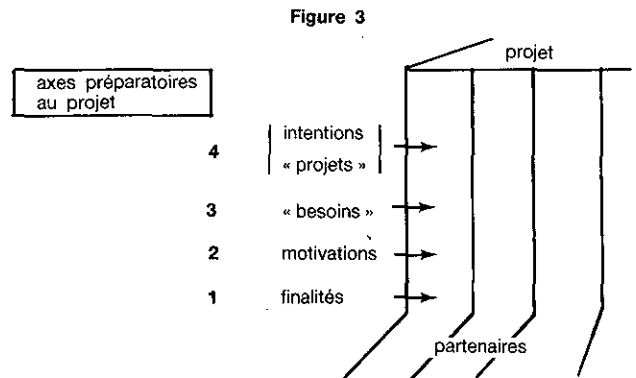 Figure 3
projet
axes préparatoires
au projet
4 intentions
« projets »
3 « besoins »
2 motivations
1 finalités
partenaires